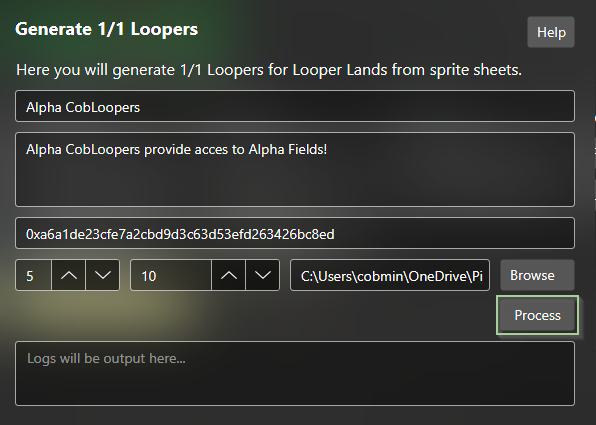 Generate 1/1 Loopers
Help
Here you will generate 1/1 Loopers for Looper Lands from sprite sheets.
Alpha CobLoopers
Alpha CobLoopers provide acces to Alpha Fields!
0xa6a1de23cfe7a2cbd9d3c63d53efd263426bc8ed
5 10 C:\Users\cobmin\OneDrive\Pi Browse
Process
Logs will be output here...